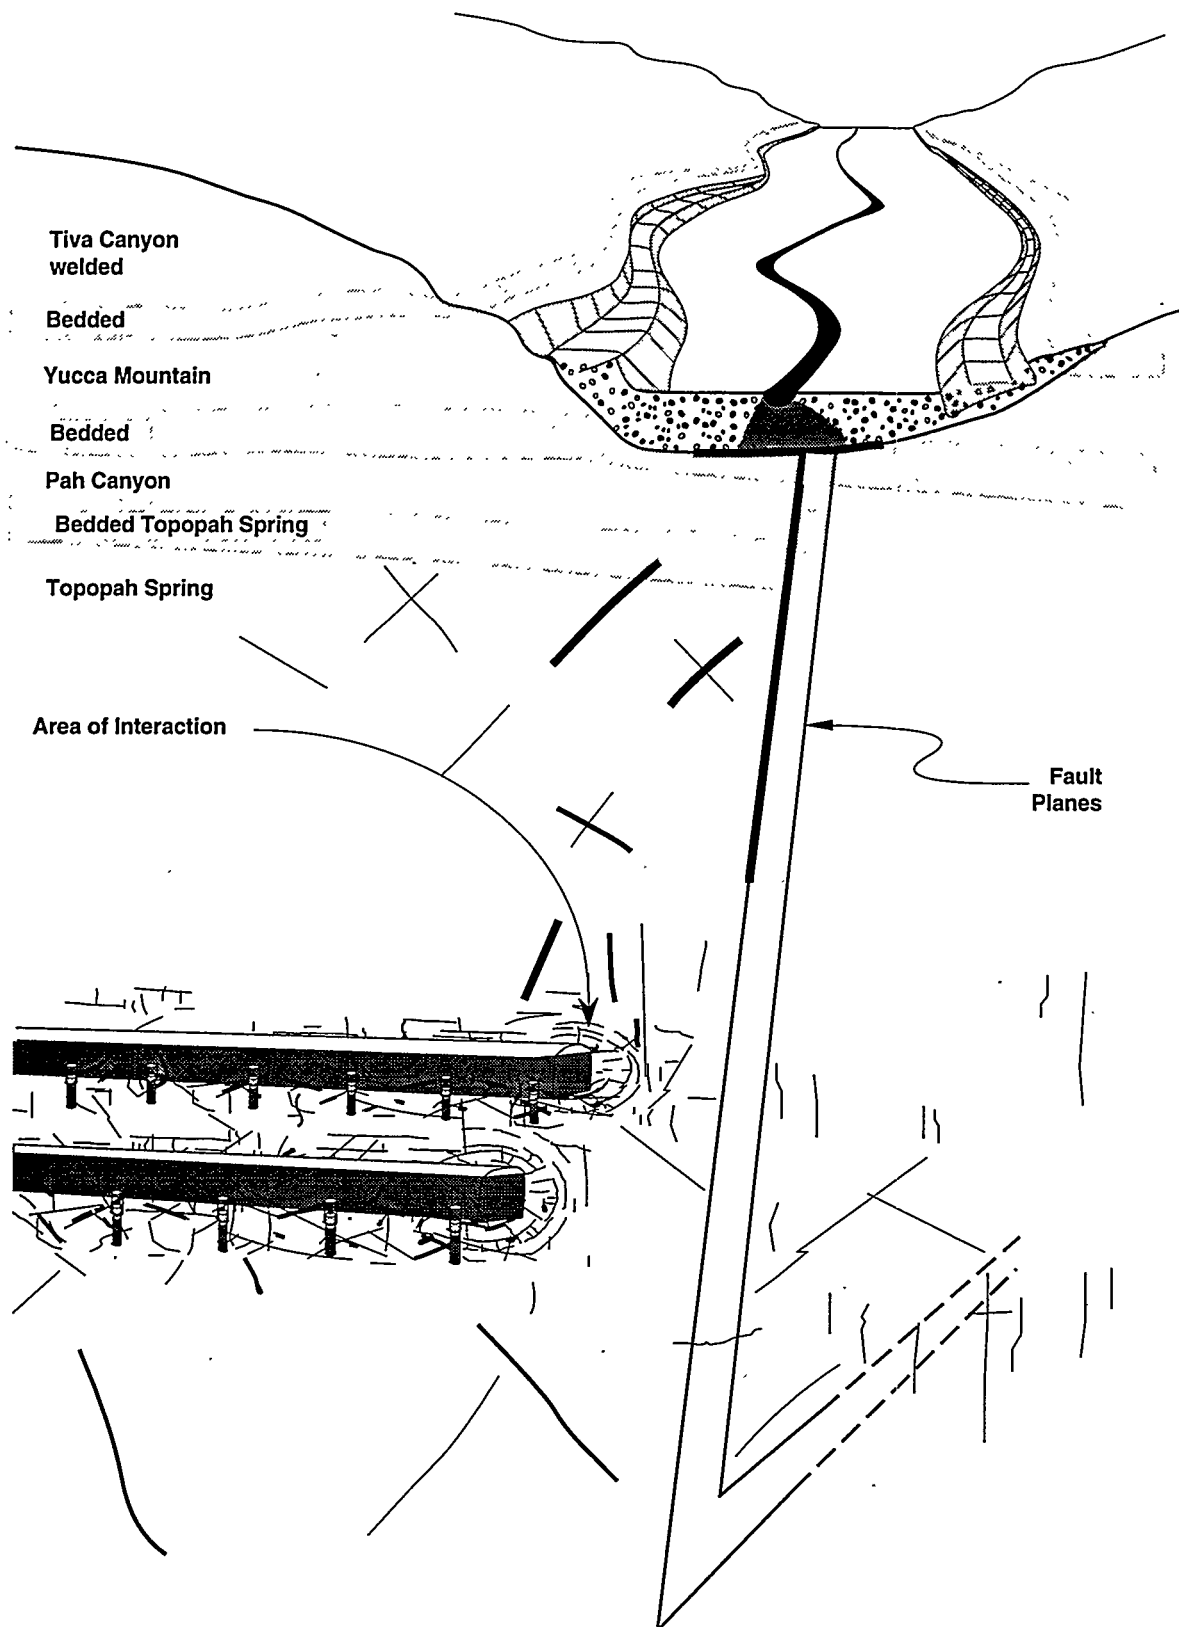 Tiva Canyon
welded
Bedded
Yucca Mountain
Bedded
Pah Canyon
Bedded Topopah Spring
Topopah Spring
Area of Interaction
Fault
Planes